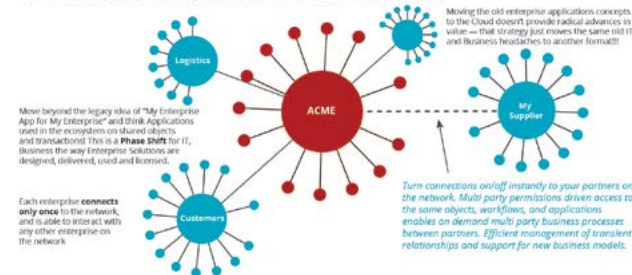 Moving the old enterprise applications concepts
to the Cloud doesn't provide radical advances in
value — that strategy just moves the same old IT
and Business headaches to another format!!!
Logistics
ACME
My
Supplier
Move beyond the legacy idea of "My Enterprise
App for My Enterprise" and think Applications
used in the ecosystem on shared objects
and transactions! This is a Phase Shift for IT,
Business the way Enterprise Solutions are
designed, delivered, used and licensed.
Each enterprise connects
only once to the network,
and is able to interact with
any other enterprise on
the network
Customers
Turn connections on/off instantly to your partners on
the network. Multi party permissions driven access to
the same objects, workflows, and applications
enables on demand multi party business processes
between partners. Efficient management of transient
relationships and support for new business models.